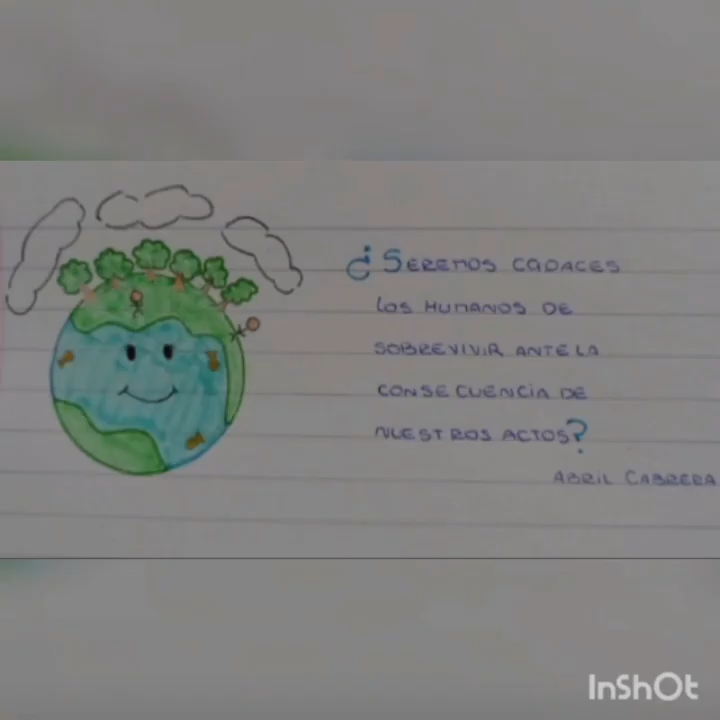 ¿SEREMOS CAPACES
LOS HUMANOS DE
SOBREVIVIR ANTE LA
CONSECUENCIA DE
NUESTROS ACTOS?
ABRIL CABRERA
InShOt